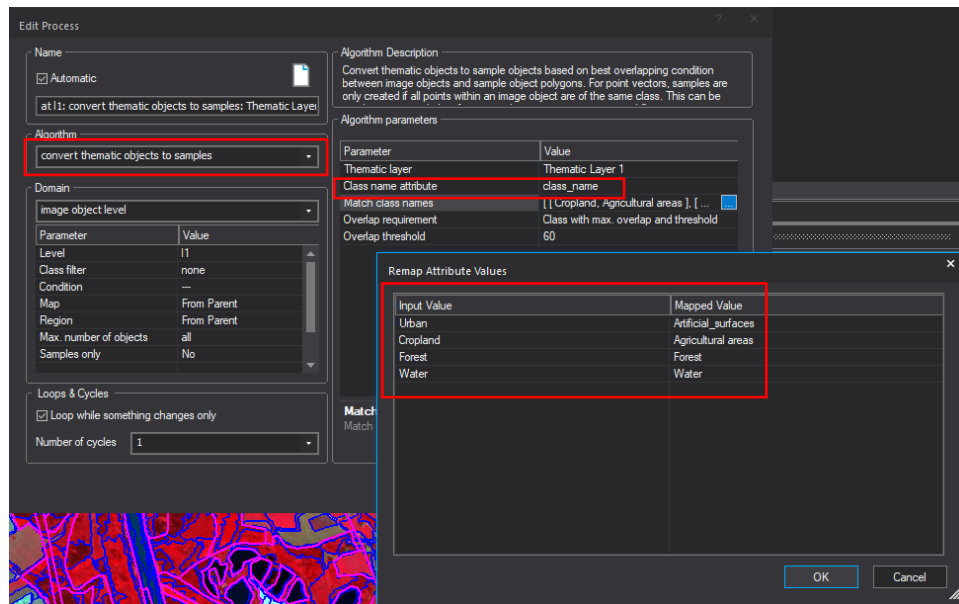 Edit Process
Name
Automatic
at l1: convert thematic objects to samples: Thematic Layer
Algorithm
convert thematic objects to samples
Domain
image object level
Parameter Value
Level l1
Class filter none
Condition ---
Map From Parent
Region From Parent
Max. number of objects all
Samples only No
Loops & Cycles
Loop while something changes only
Number of cycles 1
Algorithm Description
Convert thematic objects to sample objects based on best overlapping condition
between image objects and sample object polygons. For point vectors, samples are
only created if all points within an image object are of the same class. This can be
Algorithm parameters
Parameter Value
Thematic layer Thematic Layer 1
Class name attribute class_name
Match class names [ [ Cropland, Agricultural areas ], [ ...
Overlap requirement Class with max. overlap and threshold
Overlap threshold 60
Match
Match
Remap Attribute Values
Input Value Mapped Value
Urban Artificial_surfaces
Cropland Agricultural areas
Forest Forest
Water Water
OK Cancel